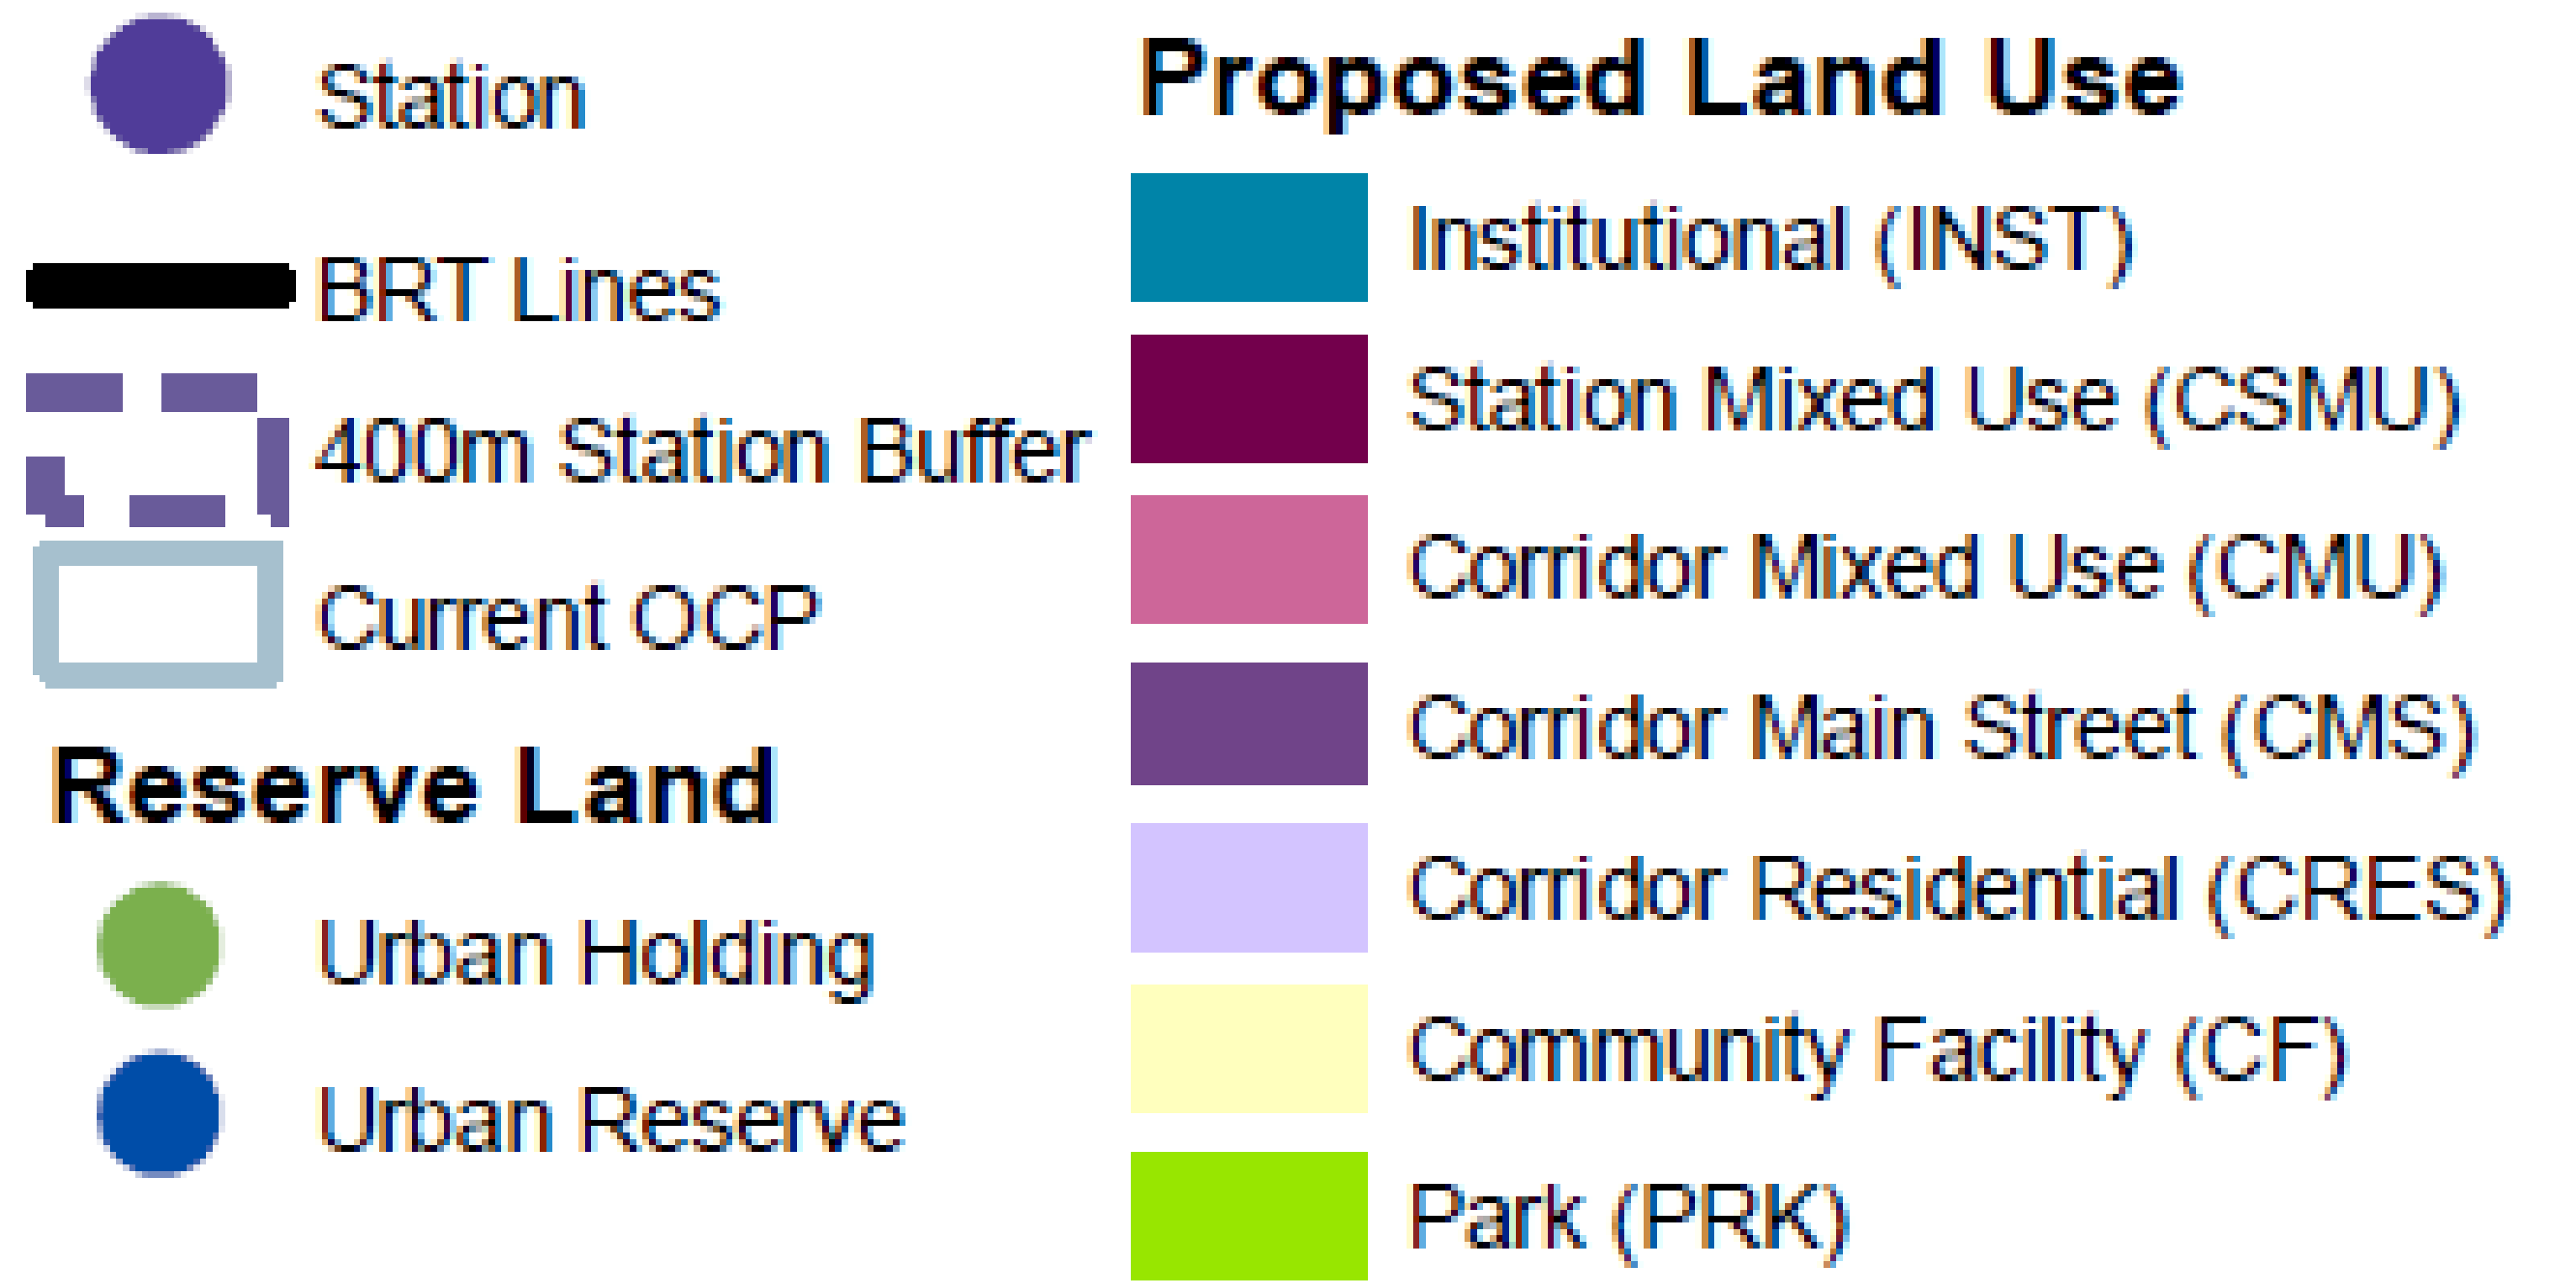 Station
BRT Lines
400m Station Buffer
Current OCP
Reserve Land
Urban Holding
Urban Reserve
Proposed Land Use
Institutional (INST)
Station Mixed Use (CSMU)
Corridor Mixed Use (CMU)
Corridor Main Street (CMS)
Corridor Residential (CRES)
Community Facility (CF)
Park (PRK)